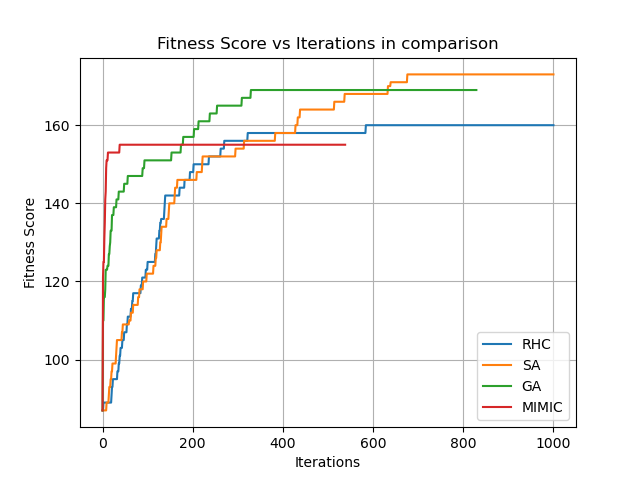 Fitness Score vs Iterations in comparison
Fitness Score
160
140
120
100
0
200
400
600
800
1000
Iterations
RHC
SA
GA
MIMIC